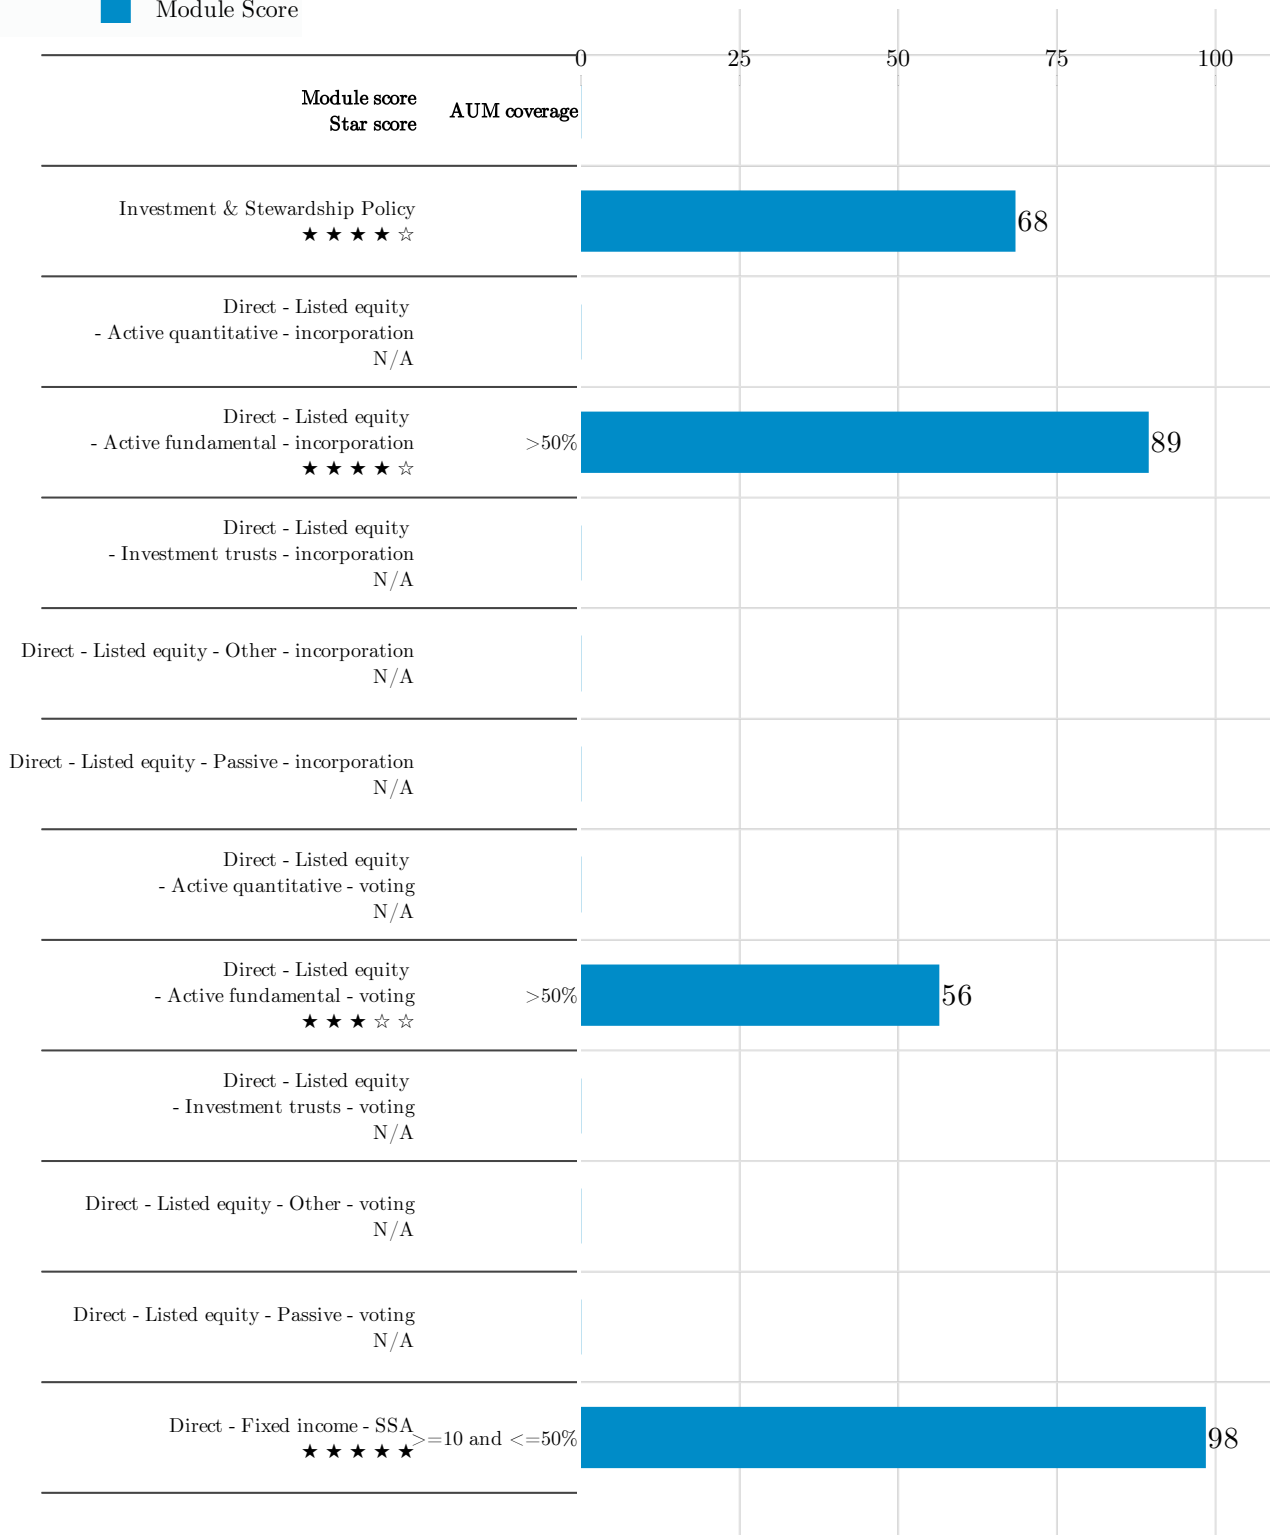 Module Score
0 25 50 75 100
Module score
Star score
AUM coverage
Investment & Stewardship Policy
★ ★ ★ ★ ☆
68
Direct - Listed equity
- Active quantitative - incorporation
N/A
Direct - Listed equity
- Active fundamental - incorporation
★ ★ ★ ★ ☆
>50%
89
Direct - Listed equity
- Investment trusts - incorporation
N/A
Direct - Listed equity - Other - incorporation
N/A
Direct - Listed equity - Passive - incorporation
N/A
Direct - Listed equity
- Active quantitative - voting
N/A
Direct - Listed equity
- Active fundamental - voting
★ ★ ★ ☆ ☆
>50%
56
Direct - Listed equity
- Investment trusts - voting
N/A
Direct - Listed equity - Other - voting
N/A
Direct - Listed equity - Passive - voting
N/A
Direct - Fixed income - SSA
★ ★ ★ ★ ★
>=10 and <=50%
98